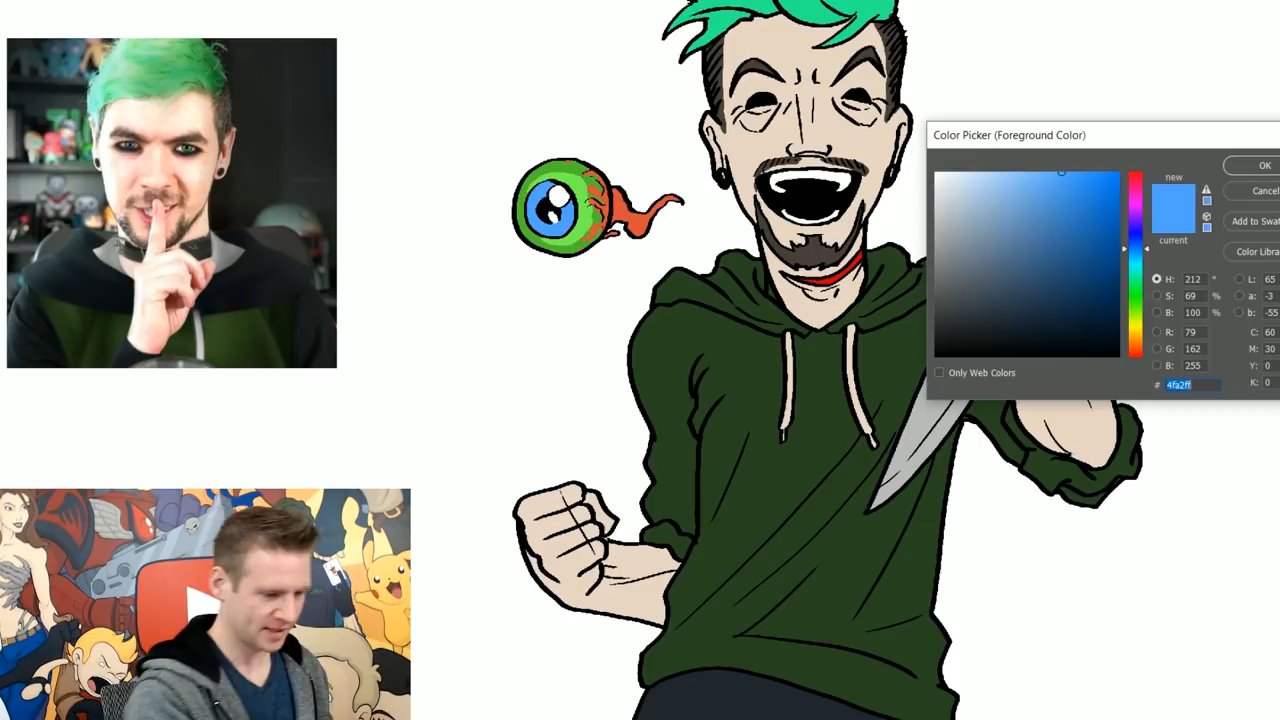 Color Picker (Foreground Color)
new
current
OK
Cancel
Add to Swat
Color Libra
H: 212 °
S: 69 %
B: 100 %
R: 79
G: 162
B: 255
# 4fa2ff
L: 65
a: -3
b: -55
C: 60
M: 30
Y: 0
K: 0
Only Web Colors